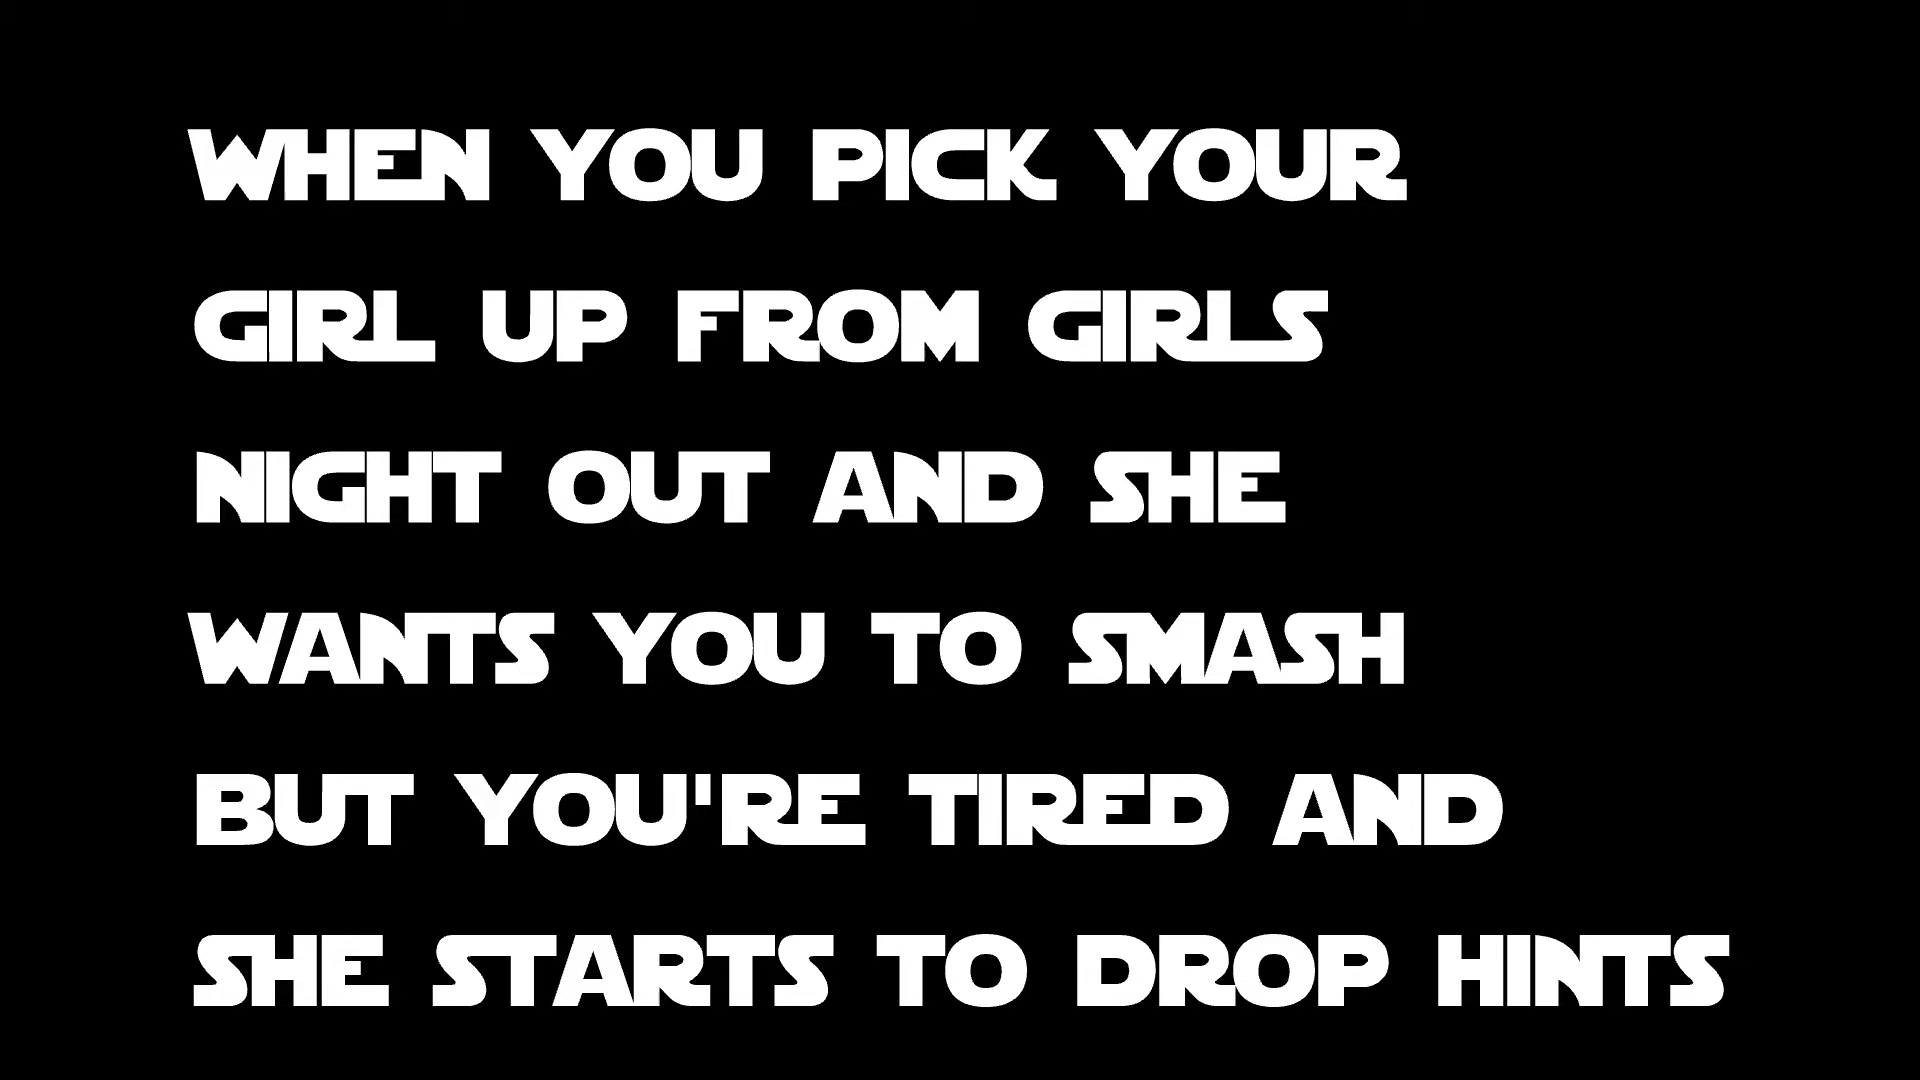 WHEN YOU PICK YOUR
GIRL UP FROM GIRLS
NIGHT OUT AND SHE
WANTS YOU TO SMASH
BUT YOU'RE TIRED AND
SHE STARTS TO DROP HINTS